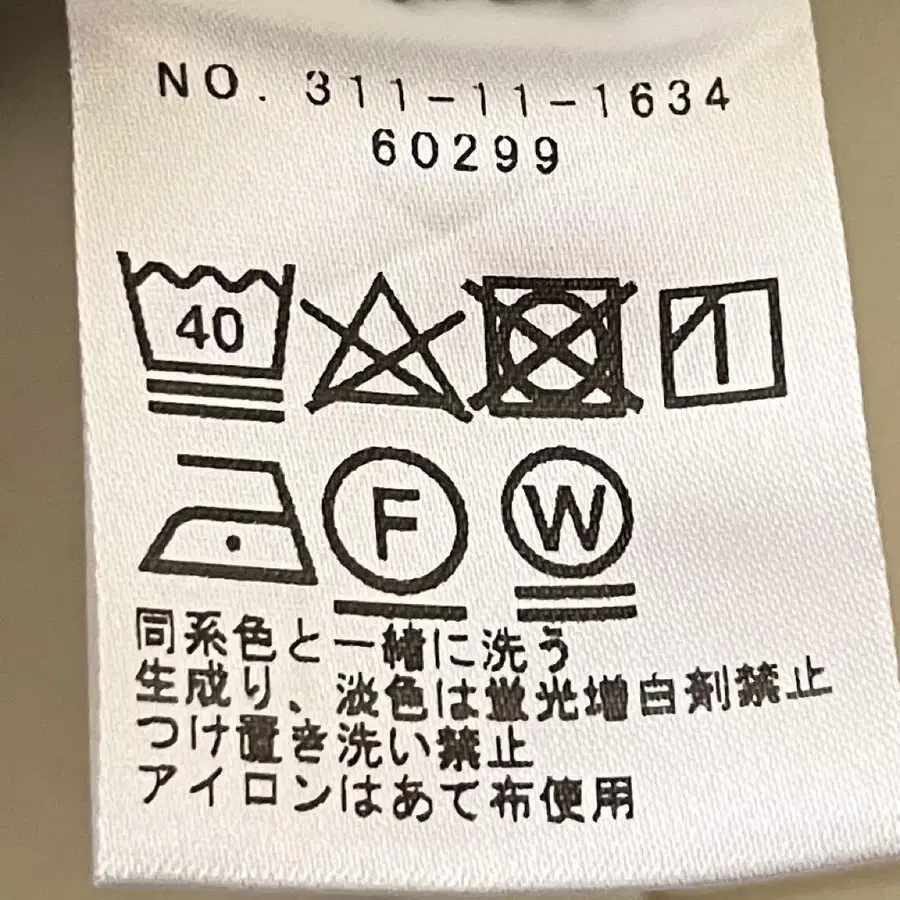 NO. 311-11-1634
60299
40
F W
同系色と一緒に洗う
生成り、淡色は蛍光増白剤禁止
つけ置き洗い禁止
アイロンはあて布使用